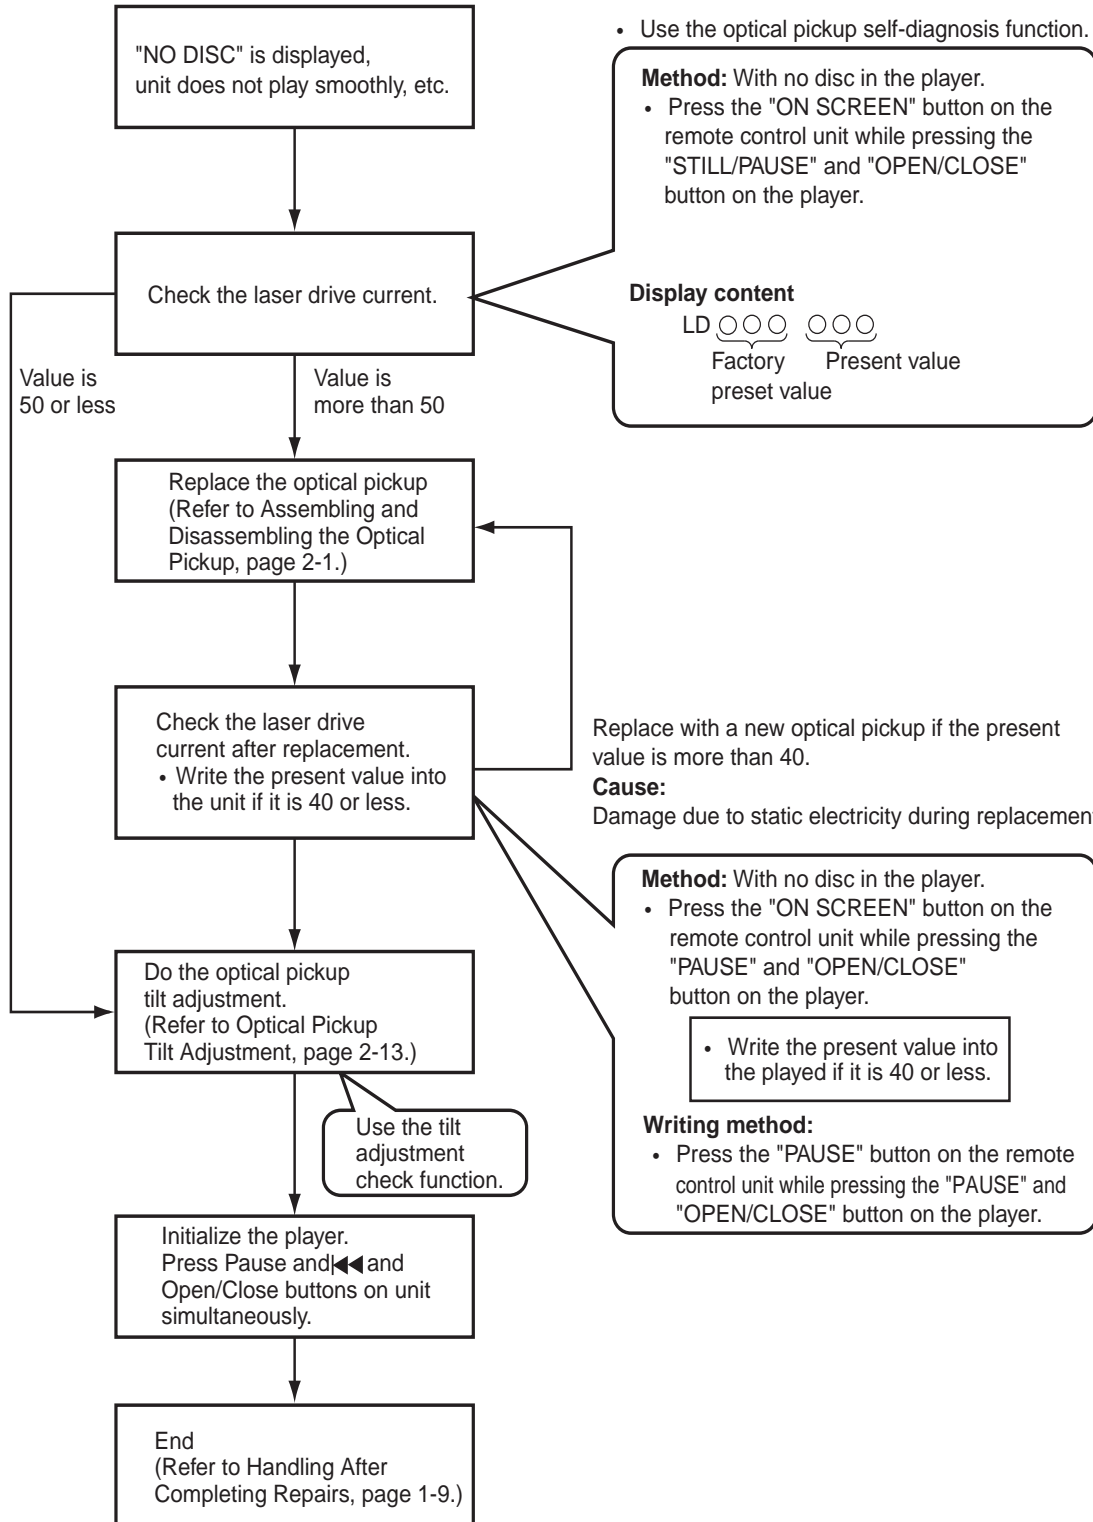 "NO DISC" is displayed,
unit does not play smoothly, etc.
• Use the optical pickup self-diagnosis function.
Method: With no disc in the player.
• Press the "ON SCREEN" button on the
remote control unit while pressing the
"STILL/PAUSE" and "OPEN/CLOSE"
button on the player.
Check the laser drive current.
Display content
LD ○○○ ○○○
Factory
preset value
Present value
Value is
50 or less
Value is
more than 50
Replace the optical pickup
(Refer to Assembling and
Disassembling the Optical
Pickup, page 2-1.)
Check the laser drive
current after replacement.
• Write the present value into
the unit if it is 40 or less.
Replace with a new optical pickup if the present
value is more than 40.
Cause:
Damage due to static electricity during replacement
Method: With no disc in the player.
• Press the "ON SCREEN" button on the
remote control unit while pressing the
"PAUSE" and "OPEN/CLOSE"
button on the player.
• Write the present value into
the played if it is 40 or less.
Writing method:
• Press the "PAUSE" button on the remote
control unit while pressing the "PAUSE" and
"OPEN/CLOSE" button on the player.
Do the optical pickup
tilt adjustment.
(Refer to Optical Pickup
Tilt Adjustment, page 2-13.)
Use the tilt
adjustment
check function.
Initialize the player.
Press Pause and |◀◀ and
Open/Close buttons on unit
simultaneously.
End
(Refer to Handling After
Completing Repairs, page 1-9.)